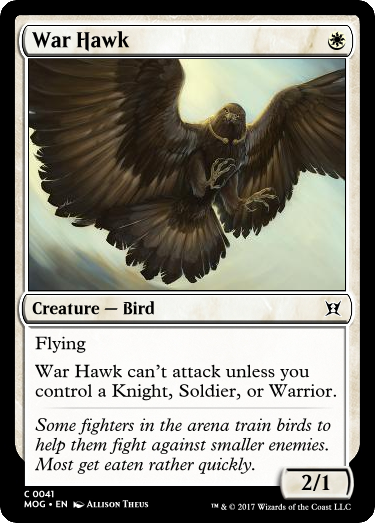 War Hawk
Creature — Bird
Flying
War Hawk can't attack unless you
control a Knight, Soldier, or Warrior.
Some fighters in the arena train birds to
help them fight against smaller enemies.
Most get eaten rather quickly.
2/1
C 0041
MOG • EN Allison Theus
™ & © 2017 Wizards of the Coast LLC